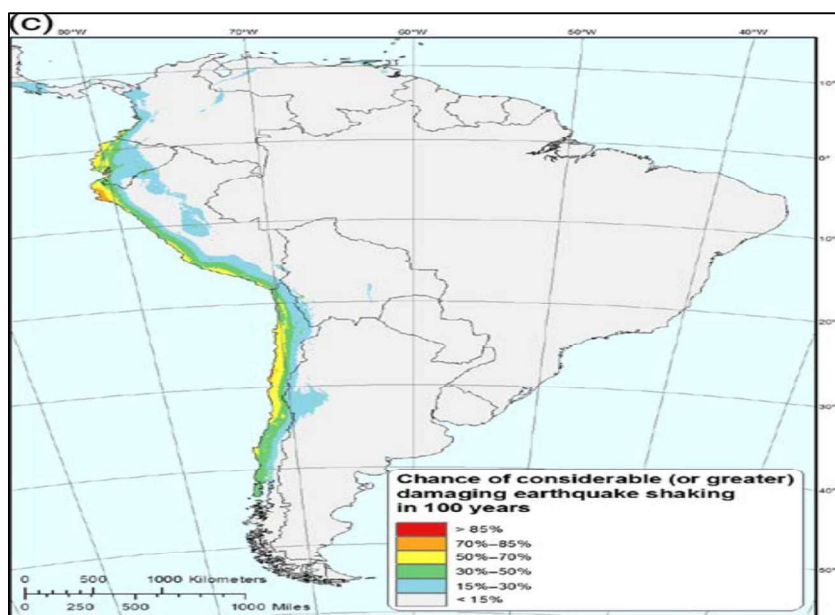 (C)
80°W 70°W 60°W 50°W 40°W
10°
0°
10°
20°
30°
40°
50°
Chance of considerable (or greater)
damaging earthquake shaking
in 100 years
> 85%
70%–85%
50%–70%
30%–50%
15%–30%
< 15%
0 500 1000 Kilometers
0 250 500 1000 Miles